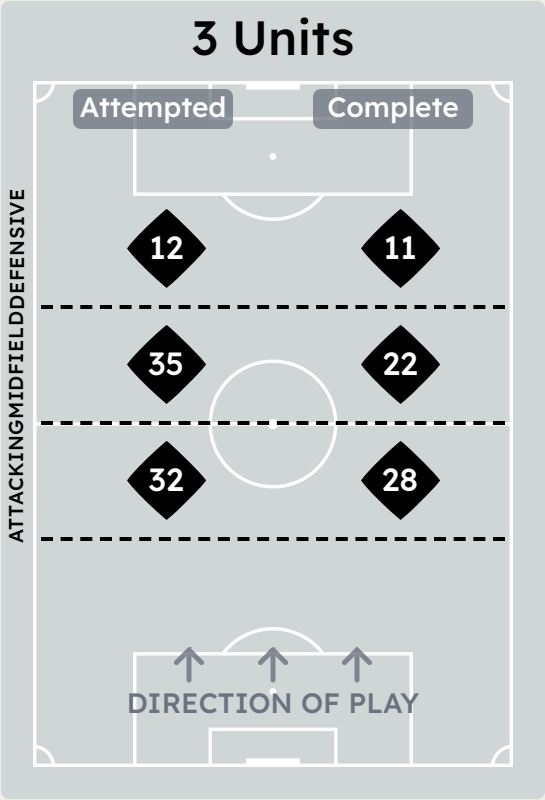 3 Units
Attempted Complete
ATTACKINGMIDFIELDDEFENSIVE
12 11
35 22
32 28
DIRECTION OF PLAY